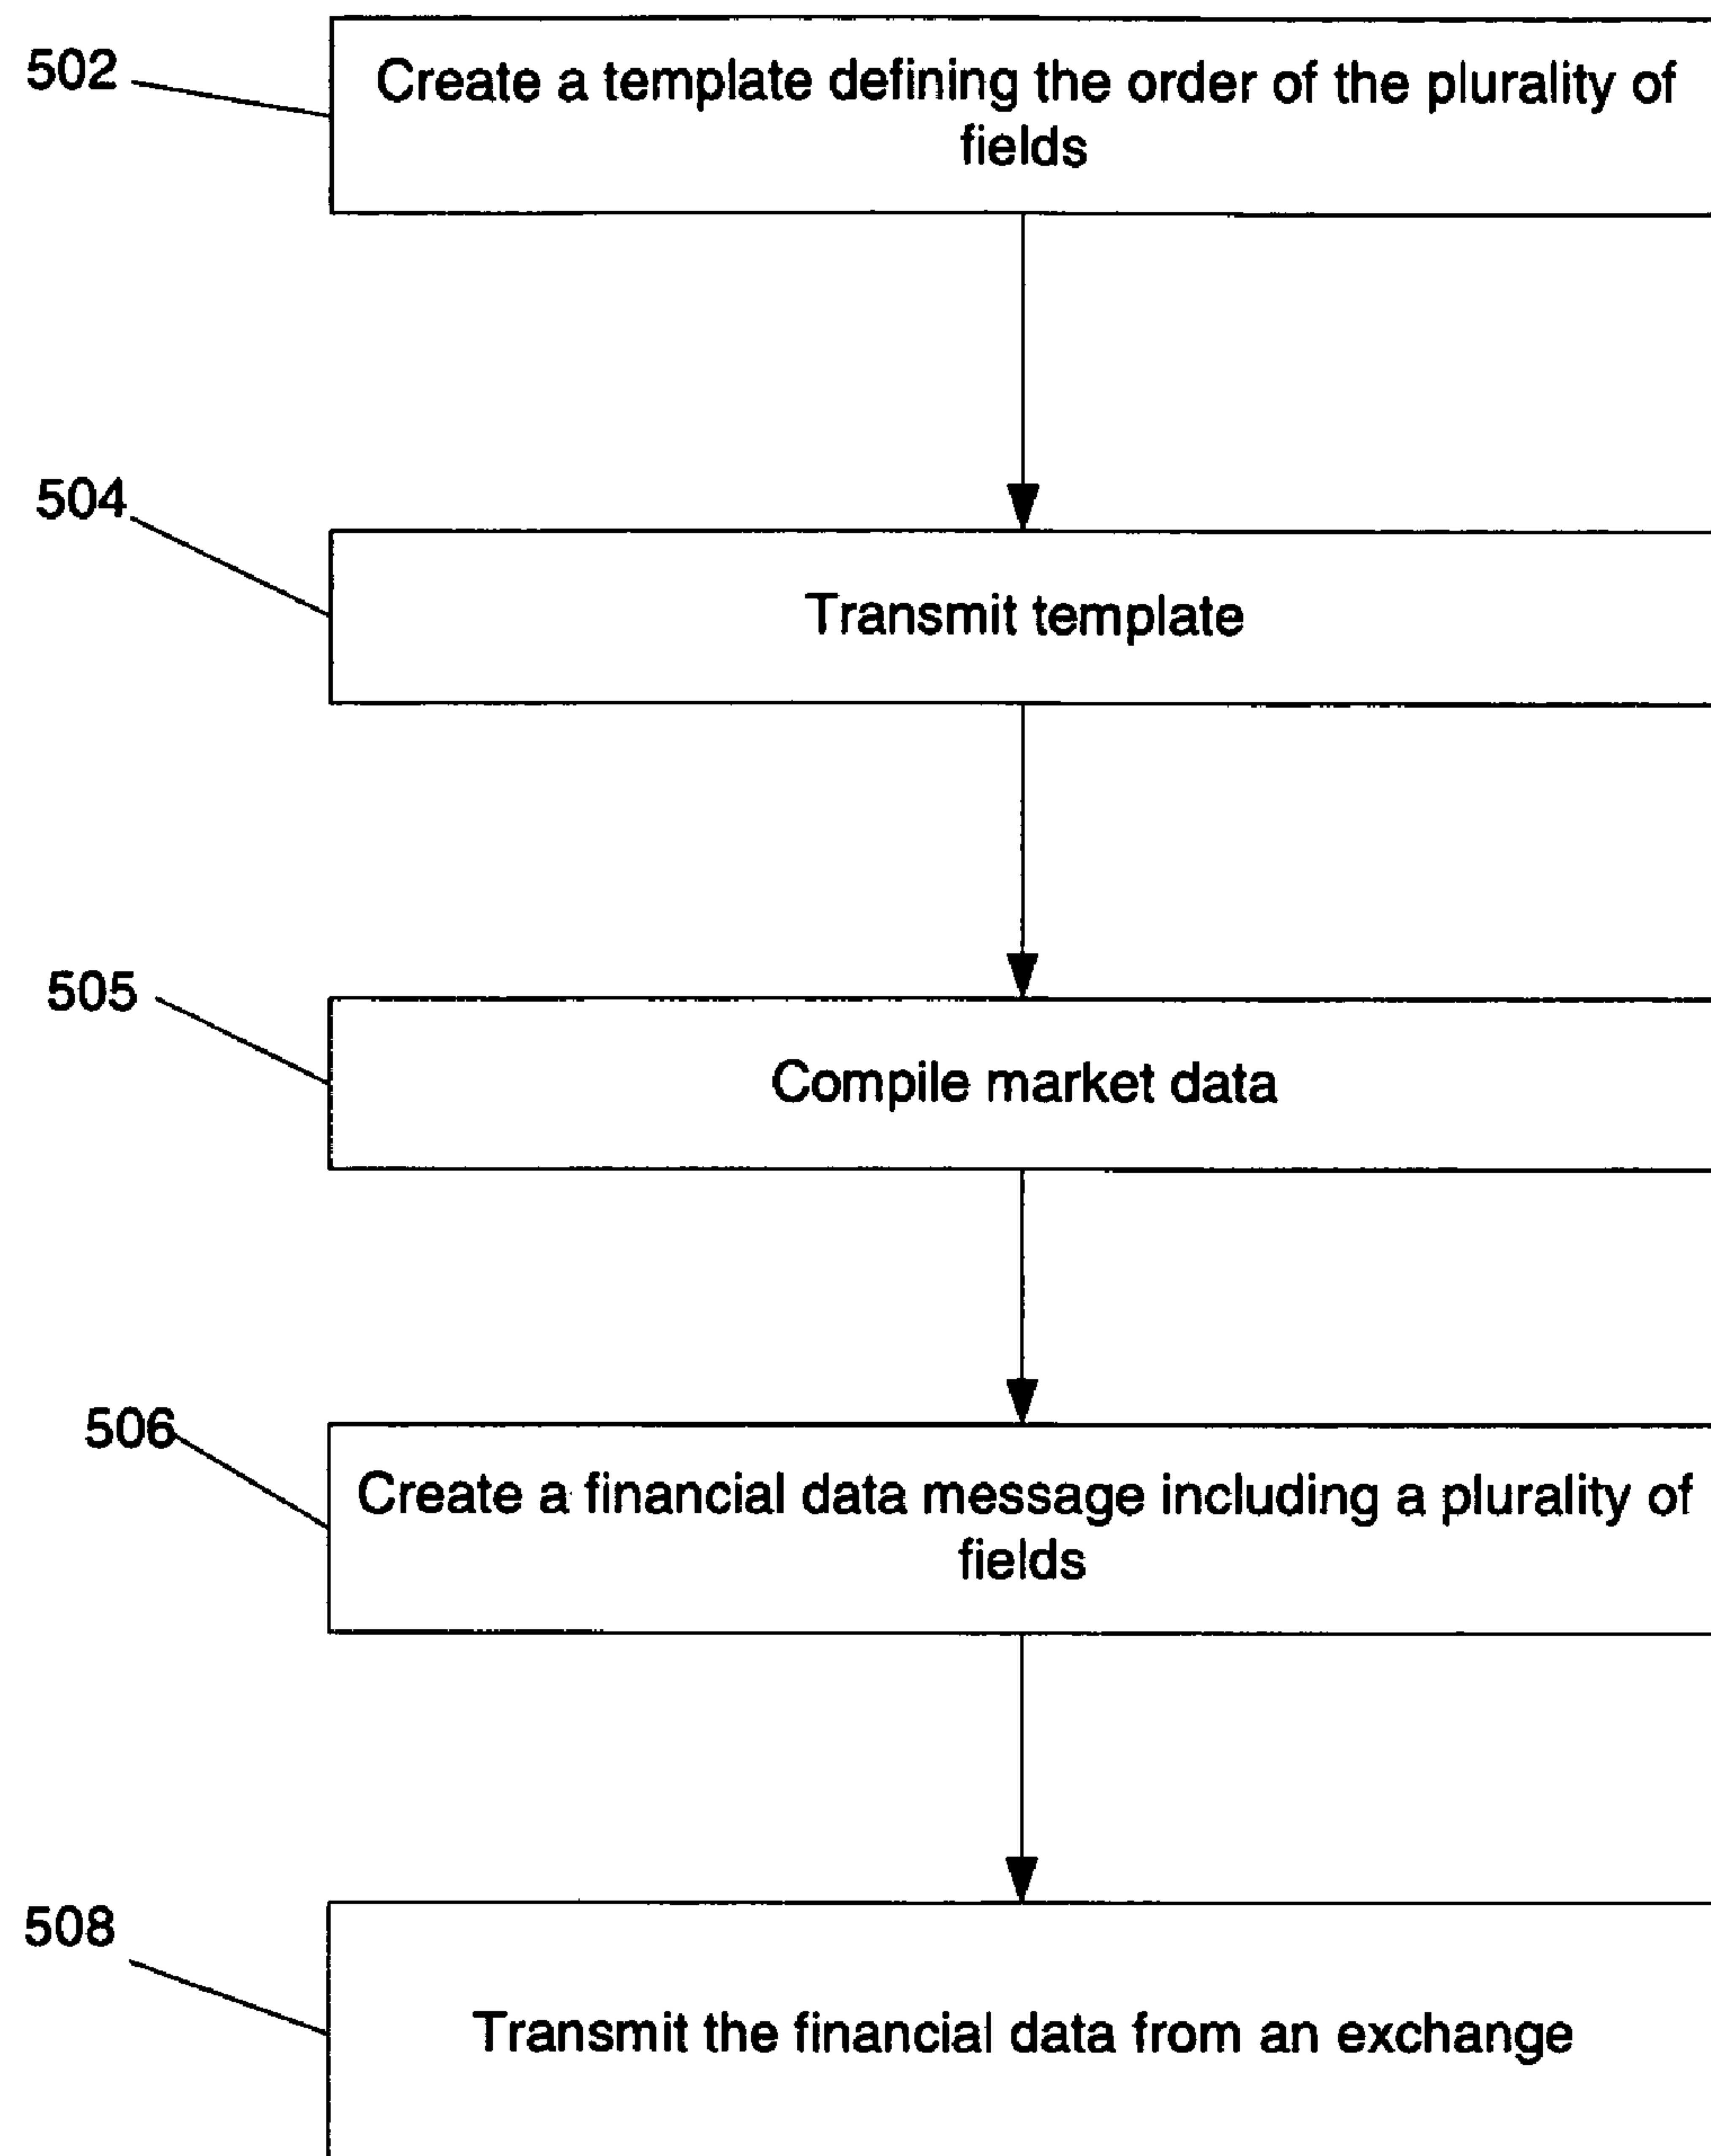 502
Create a template defining the order of the plurality of
fields
504
Transmit template
505
Compile market data
506
Create a financial data message including a plurality of
fields
508
Transmit the financial data from an exchange